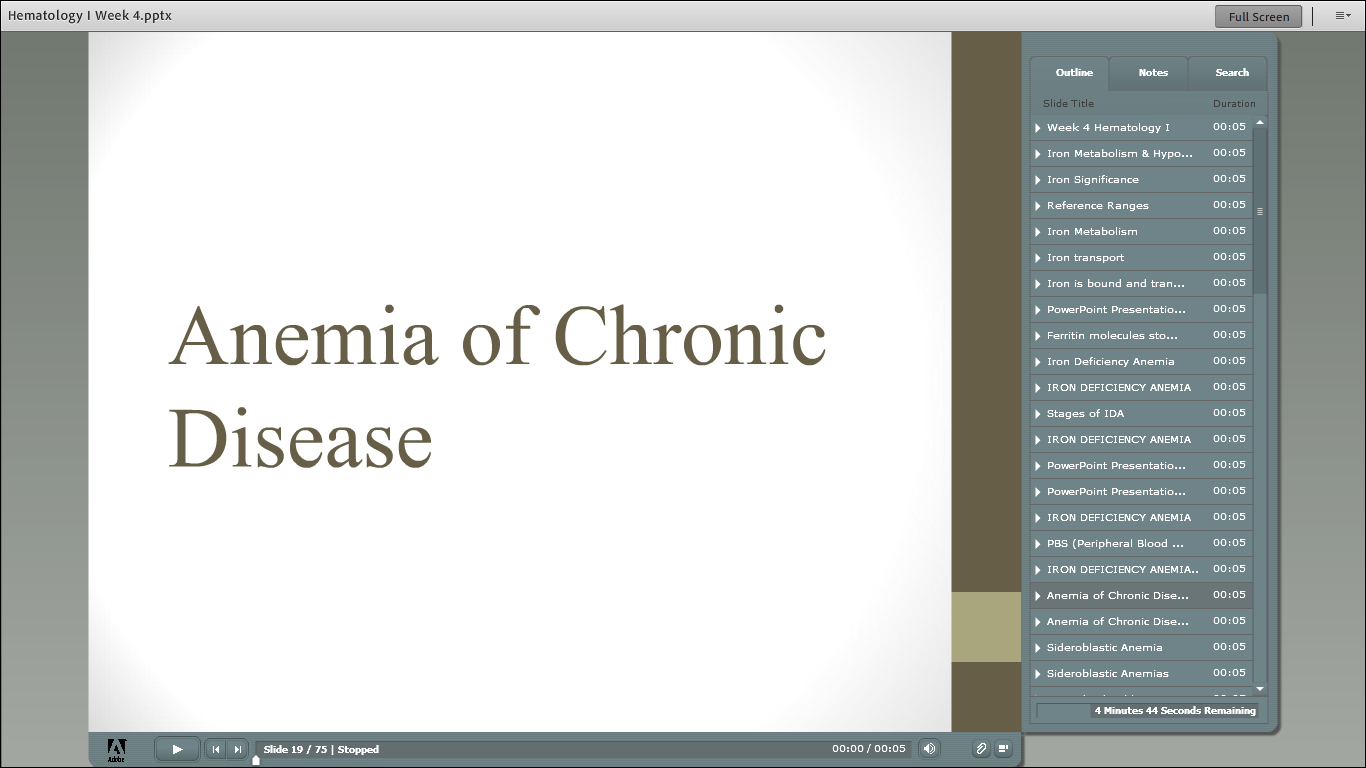 Hematology I Week 4.pptx
Full Screen
Anemia of Chronic
Disease
Outline Notes Search
Slide Title Duration
Week 4 Hematology I 00:05
Iron Metabolism & Hypo... 00:05
Iron Significance 00:05
Reference Ranges 00:05
Iron Metabolism 00:05
Iron transport 00:05
Iron is bound and tran... 00:05
PowerPoint Presentatio... 00:05
Ferritin molecules sto... 00:05
Iron Deficiency Anemia 00:05
IRON DEFICIENCY ANEMIA 00:05
Stages of IDA 00:05
IRON DEFICIENCY ANEMIA 00:05
PowerPoint Presentatio... 00:05
PowerPoint Presentatio... 00:05
IRON DEFICIENCY ANEMIA 00:05
PBS (Peripheral Blood ... 00:05
IRON DEFICIENCY ANEMIA.. 00:05
Anemia of Chronic Dise... 00:05
Anemia of Chronic Dise... 00:05
Sideroblastic Anemia 00:05
Sideroblastic Anemias 00:05
4 Minutes 44 Seconds Remaining
Adobe
Slide 19 / 75 | Stopped 00:00 / 00:05